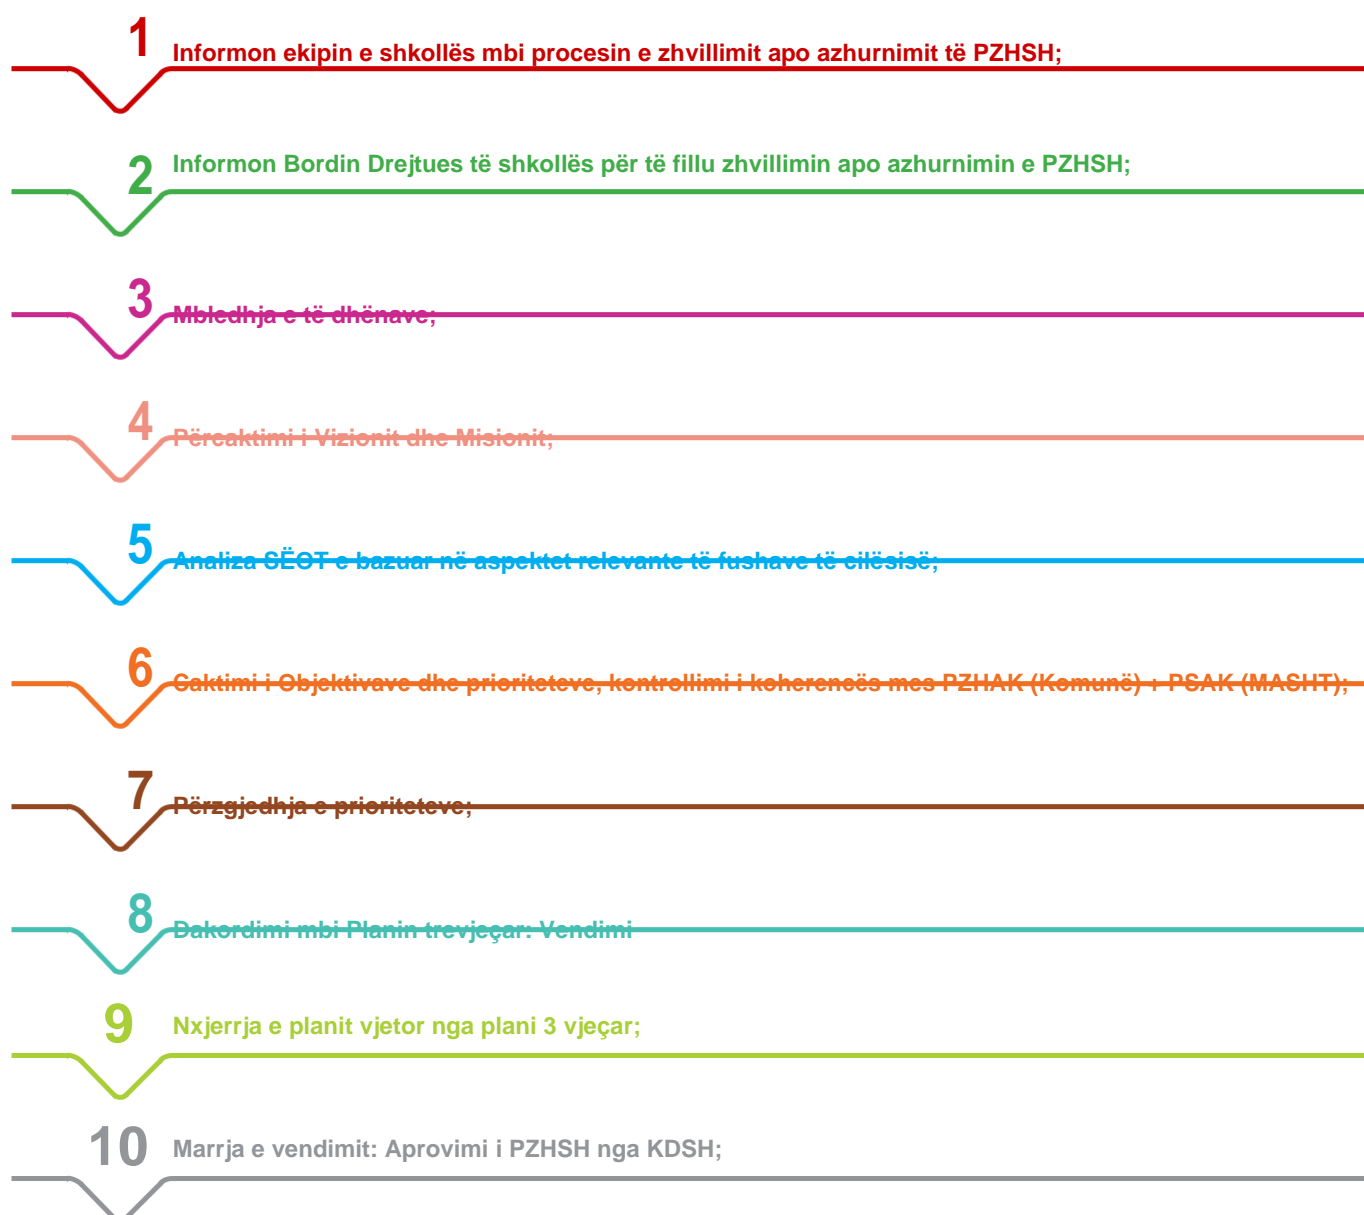 1
Informon ekipin e shkollës mbi procesin e zhvillimit apo azhurnimit të PZHSH;
2
Informon Bordin Drejtues të shkollës për të fillu zhvillimin apo azhurnimin e PZHSH;
3
Mbledhja e të dhënave;
4
Përcaktimi i Vizionit dhe Misionit;
5
Analiza SËOT e bazuar në aspektet relevante të fushave të cilësisë;
6
Caktimi i Objektivave dhe prioriteteve, kontrollimi i koherencës mes PZHAK (Komunë) + PSAK (MASHT);
7
Përzgjedhja e prioriteteve;
8
Dakordimi mbi Planin trevjeçar: Vendimi
9
Nxjerrja e planit vjetor nga plani 3 vjeçar;
10
Marrja e vendimit: Aprovimi i PZHSH nga KDSH;